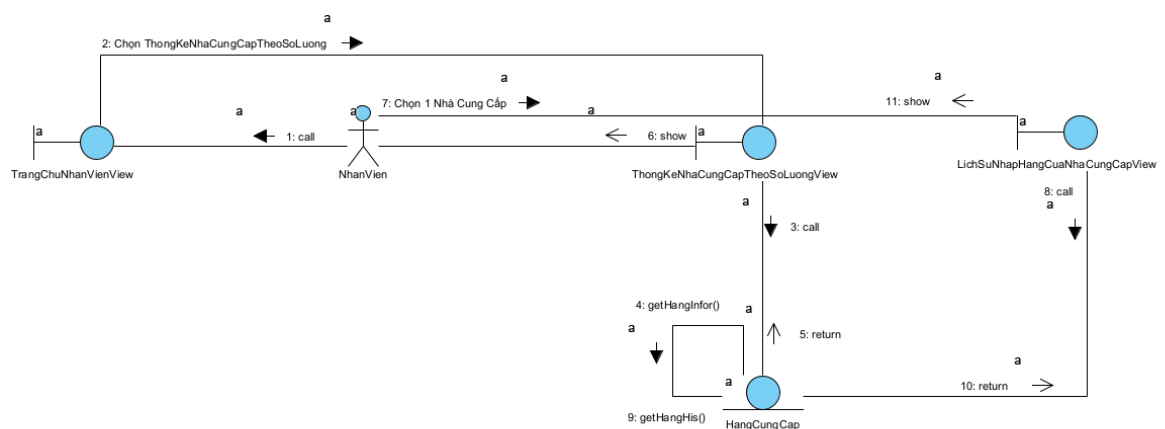 a
2: Chọn ThongKeNhaCungCapTheoSoLuong
a
a
7: Chọn 1 Nhà Cung Cấp
11: show
a
a
a
a
1: call
6: show
a
a
TrangChuNhanVienView
NhanVien
ThongKeNhaCungCapTheoSoLuongView
LichSuNhapHangCuaNhaCungCapView
8: call
a
a
3: call
4: getHangInfor()
a
a
5: return
a
a
10: return
9: getHangHis()
HangCungCap